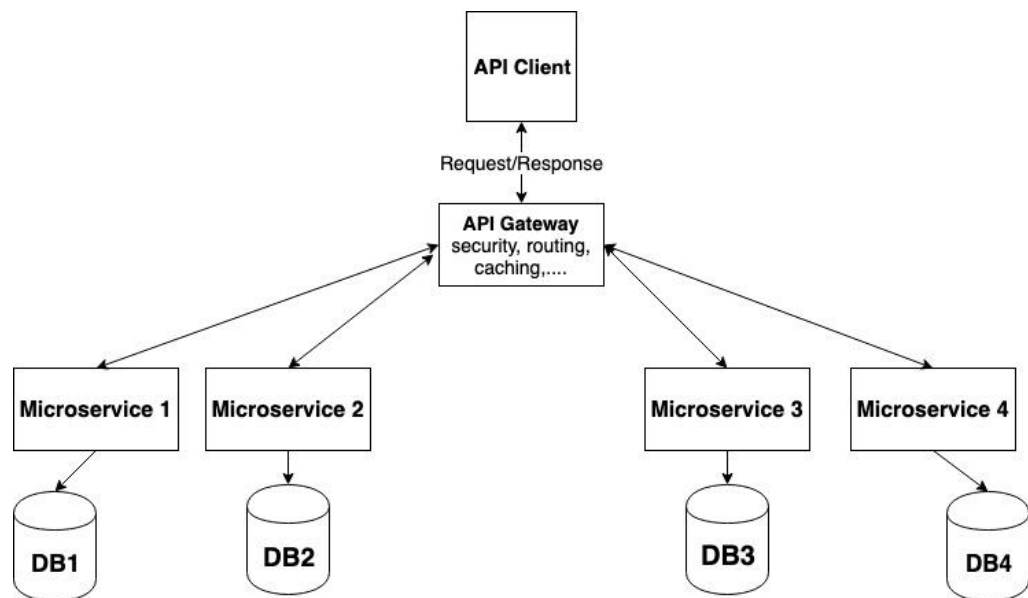 API Client
Request/Response
API Gateway
security, routing,
caching,....
Microservice 1
Microservice 2
Microservice 3
Microservice 4
DB1
DB2
DB3
DB4